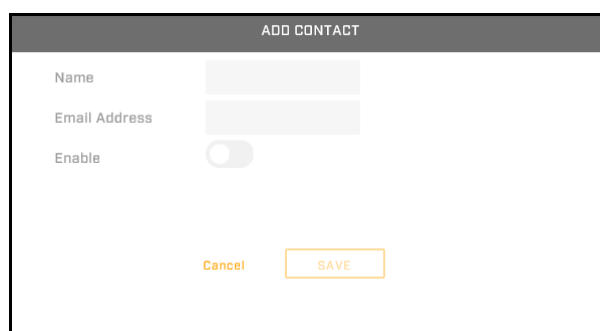 ADD CONTACT
Name
Email Address
Enable
Cancel SAVE